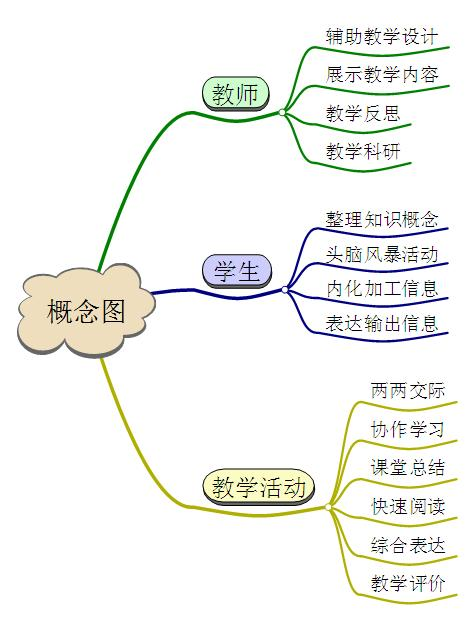 概念图
教师
辅助教学设计
展示教学内容
教学反思
教学科研
学生
整理知识概念
头脑风暴活动
内化加工信息
表达输出信息
教学活动
两两交际
协作学习
课堂总结
快速阅读
综合表达
教学评价